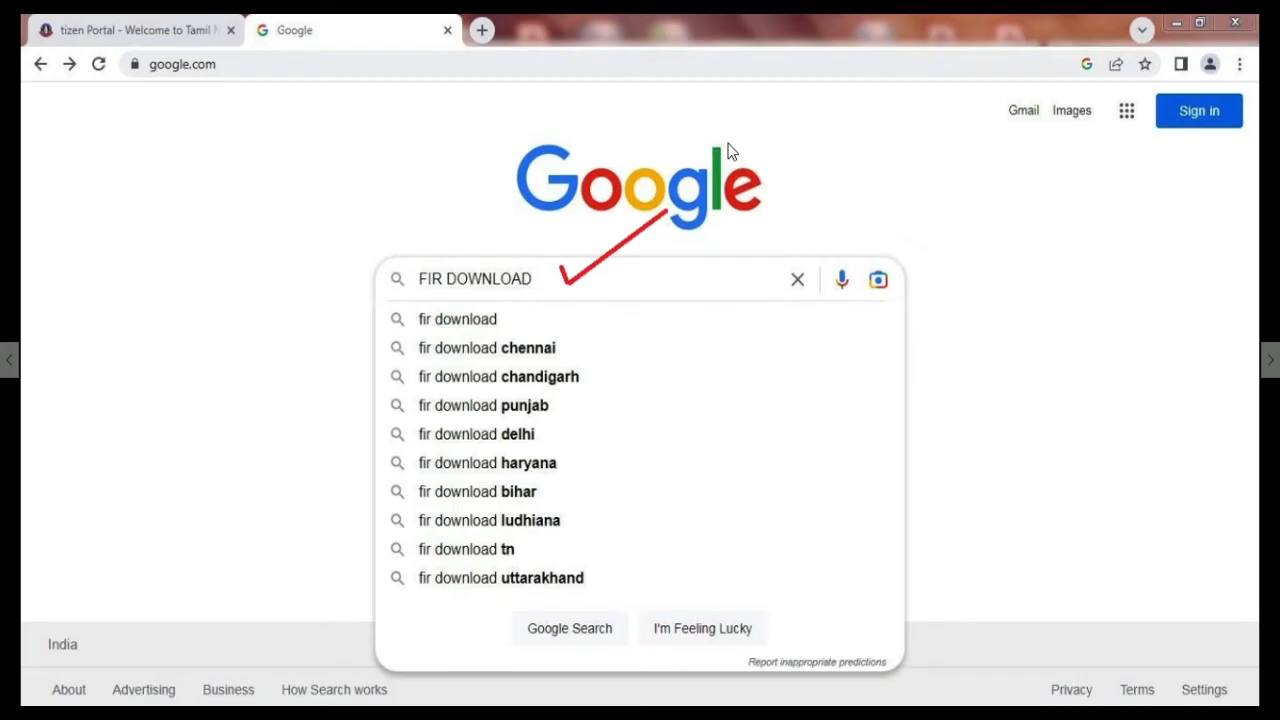 tizen Portal - Welcome to Tamil N
Google
google.com
Gmail Images Sign in
Google
FIR DOWNLOAD
fir download
fir download chennai
fir download chandigarh
fir download punjab
fir download delhi
fir download haryana
fir download bihar
fir download ludhiana
fir download tn
fir download uttarakhand
Google Search I'm Feeling Lucky
Report inappropriate predictions
India
About Advertising Business How Search works Privacy Terms Settings